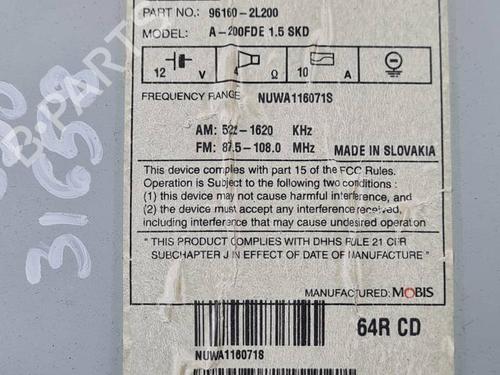 PART NO.: 96160-2L200
MODEL: A-200FDE 1.5 SKD
12 V 4 Ω 10 A
FREQUENCY RANGE NUWA116071S
AM: 522-1620 KHz
FM: 87.5-108.0 MHz MADE IN SLOVAKIA
This device complies with part 15 of the FCC Rules.
Operation is Subject to the following two conditions :
(1) this device may not cause harmful interference, and
(2) the device must accept any interference received,
including interference that may cause undesired operation
" THIS PRODUCT COMPLIES WITH DHHS RULE 21 CFR
SUBCHAPTER J IN EFFECT OF DATE OF MANUFACTURE "
MANUFACTURED: MOBIS
64R CD
NUWA116071S
31650
B-PARTS